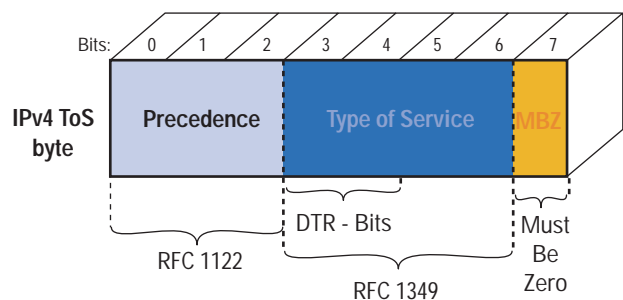 Bits: 0 1 2 3 4 5 6 7
IPv4 ToS
byte
Precedence
Type of Service
MBZ
DTR - Bits
Must
Be
Zero
RFC 1122
RFC 1349